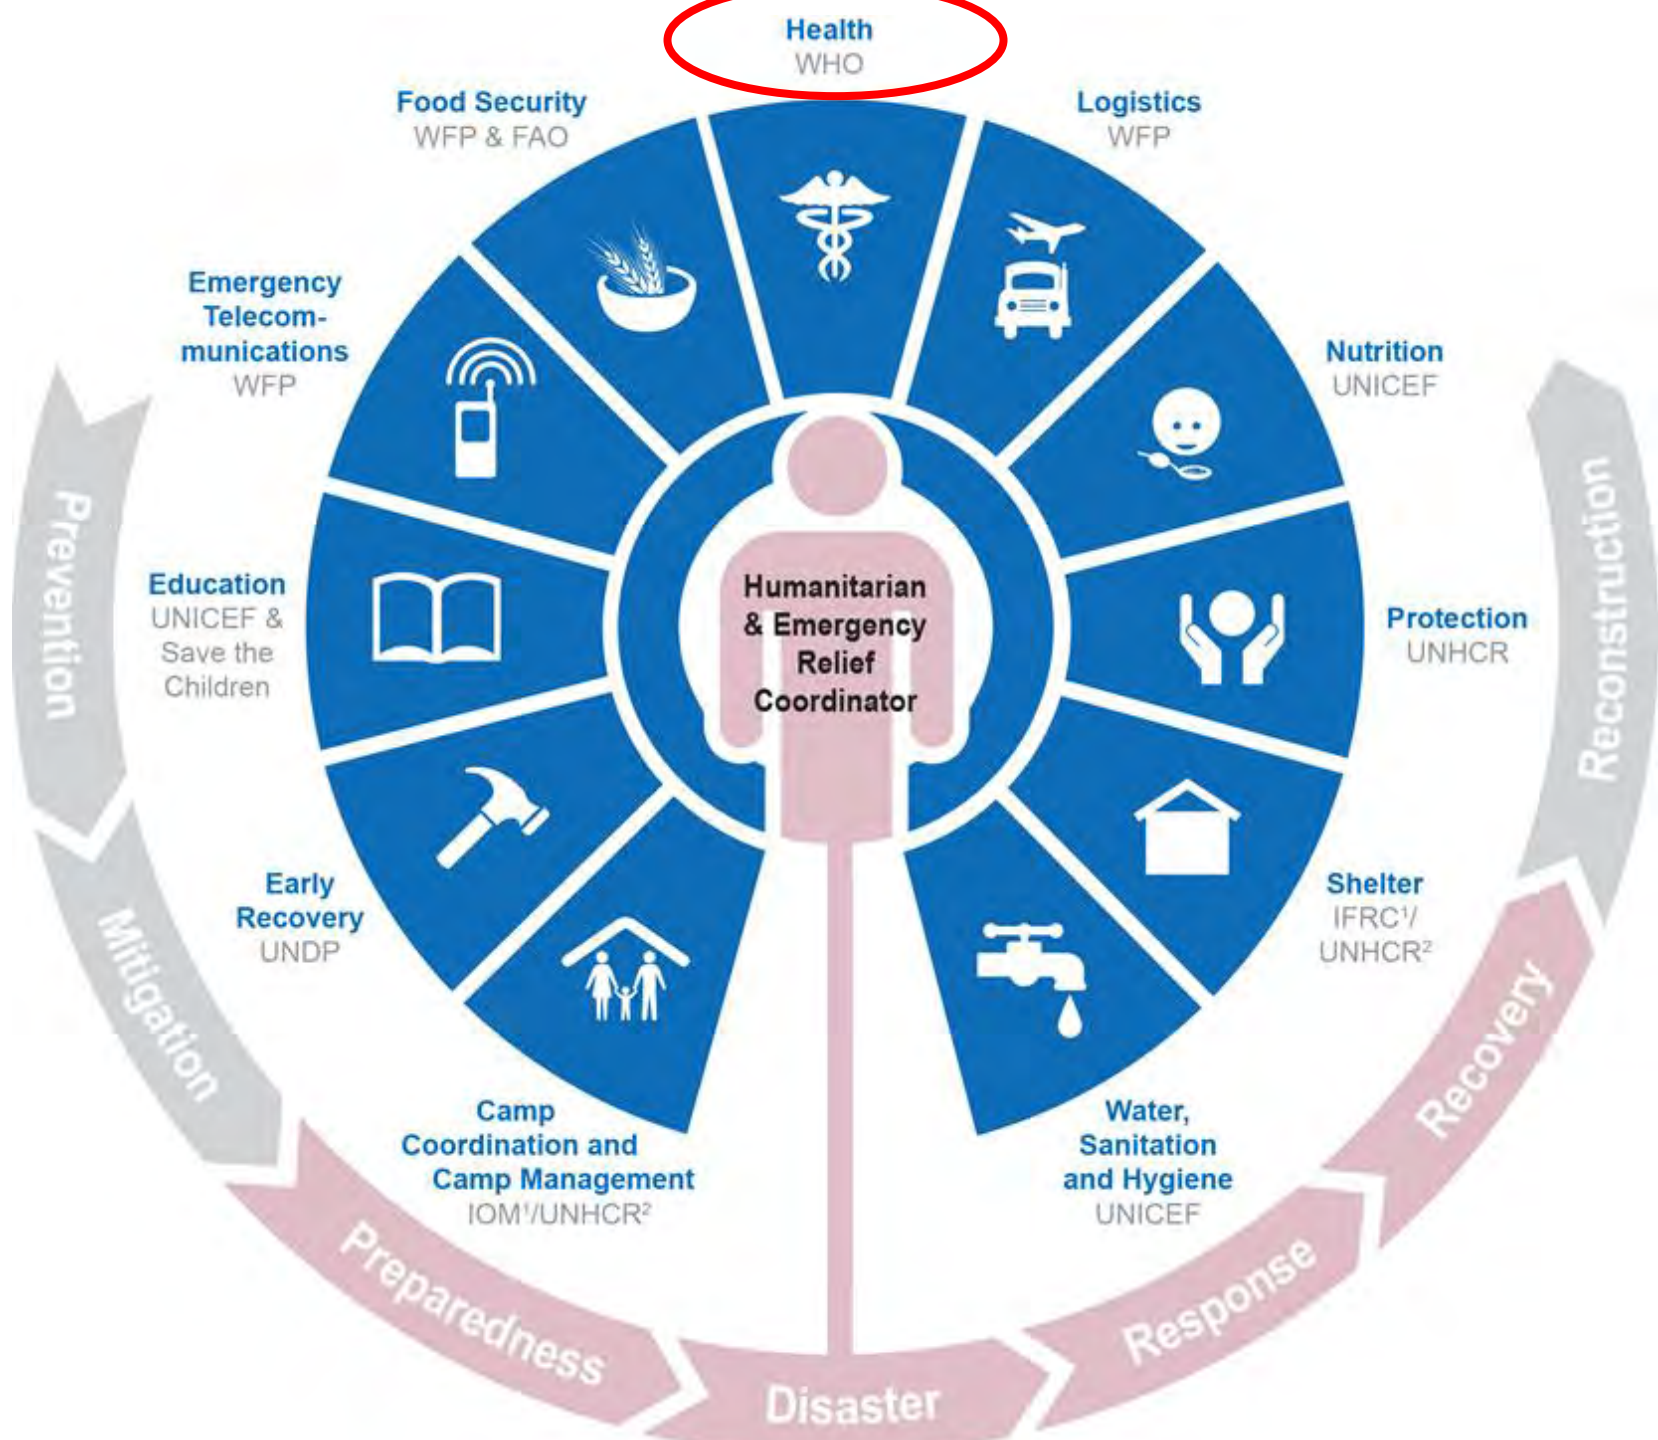 Health
WHO
Food Security
WFP & FAO
Logistics
WFP
Emergency
Telecom-
munications
WFP
Nutrition
UNICEF
Education
UNICEF &
Save the
Children
Humanitarian
& Emergency
Relief
Coordinator
Protection
UNHCR
Early
Recovery
UNDP
Shelter
IFRC¹/
UNHCR²
Camp
Coordination and
Camp Management
IOM¹/UNHCR²
Water,
Sanitation
and Hygiene
UNICEF
Prevention
Mitigation
Preparedness
Disaster
Response
Recovery
Reconstruction